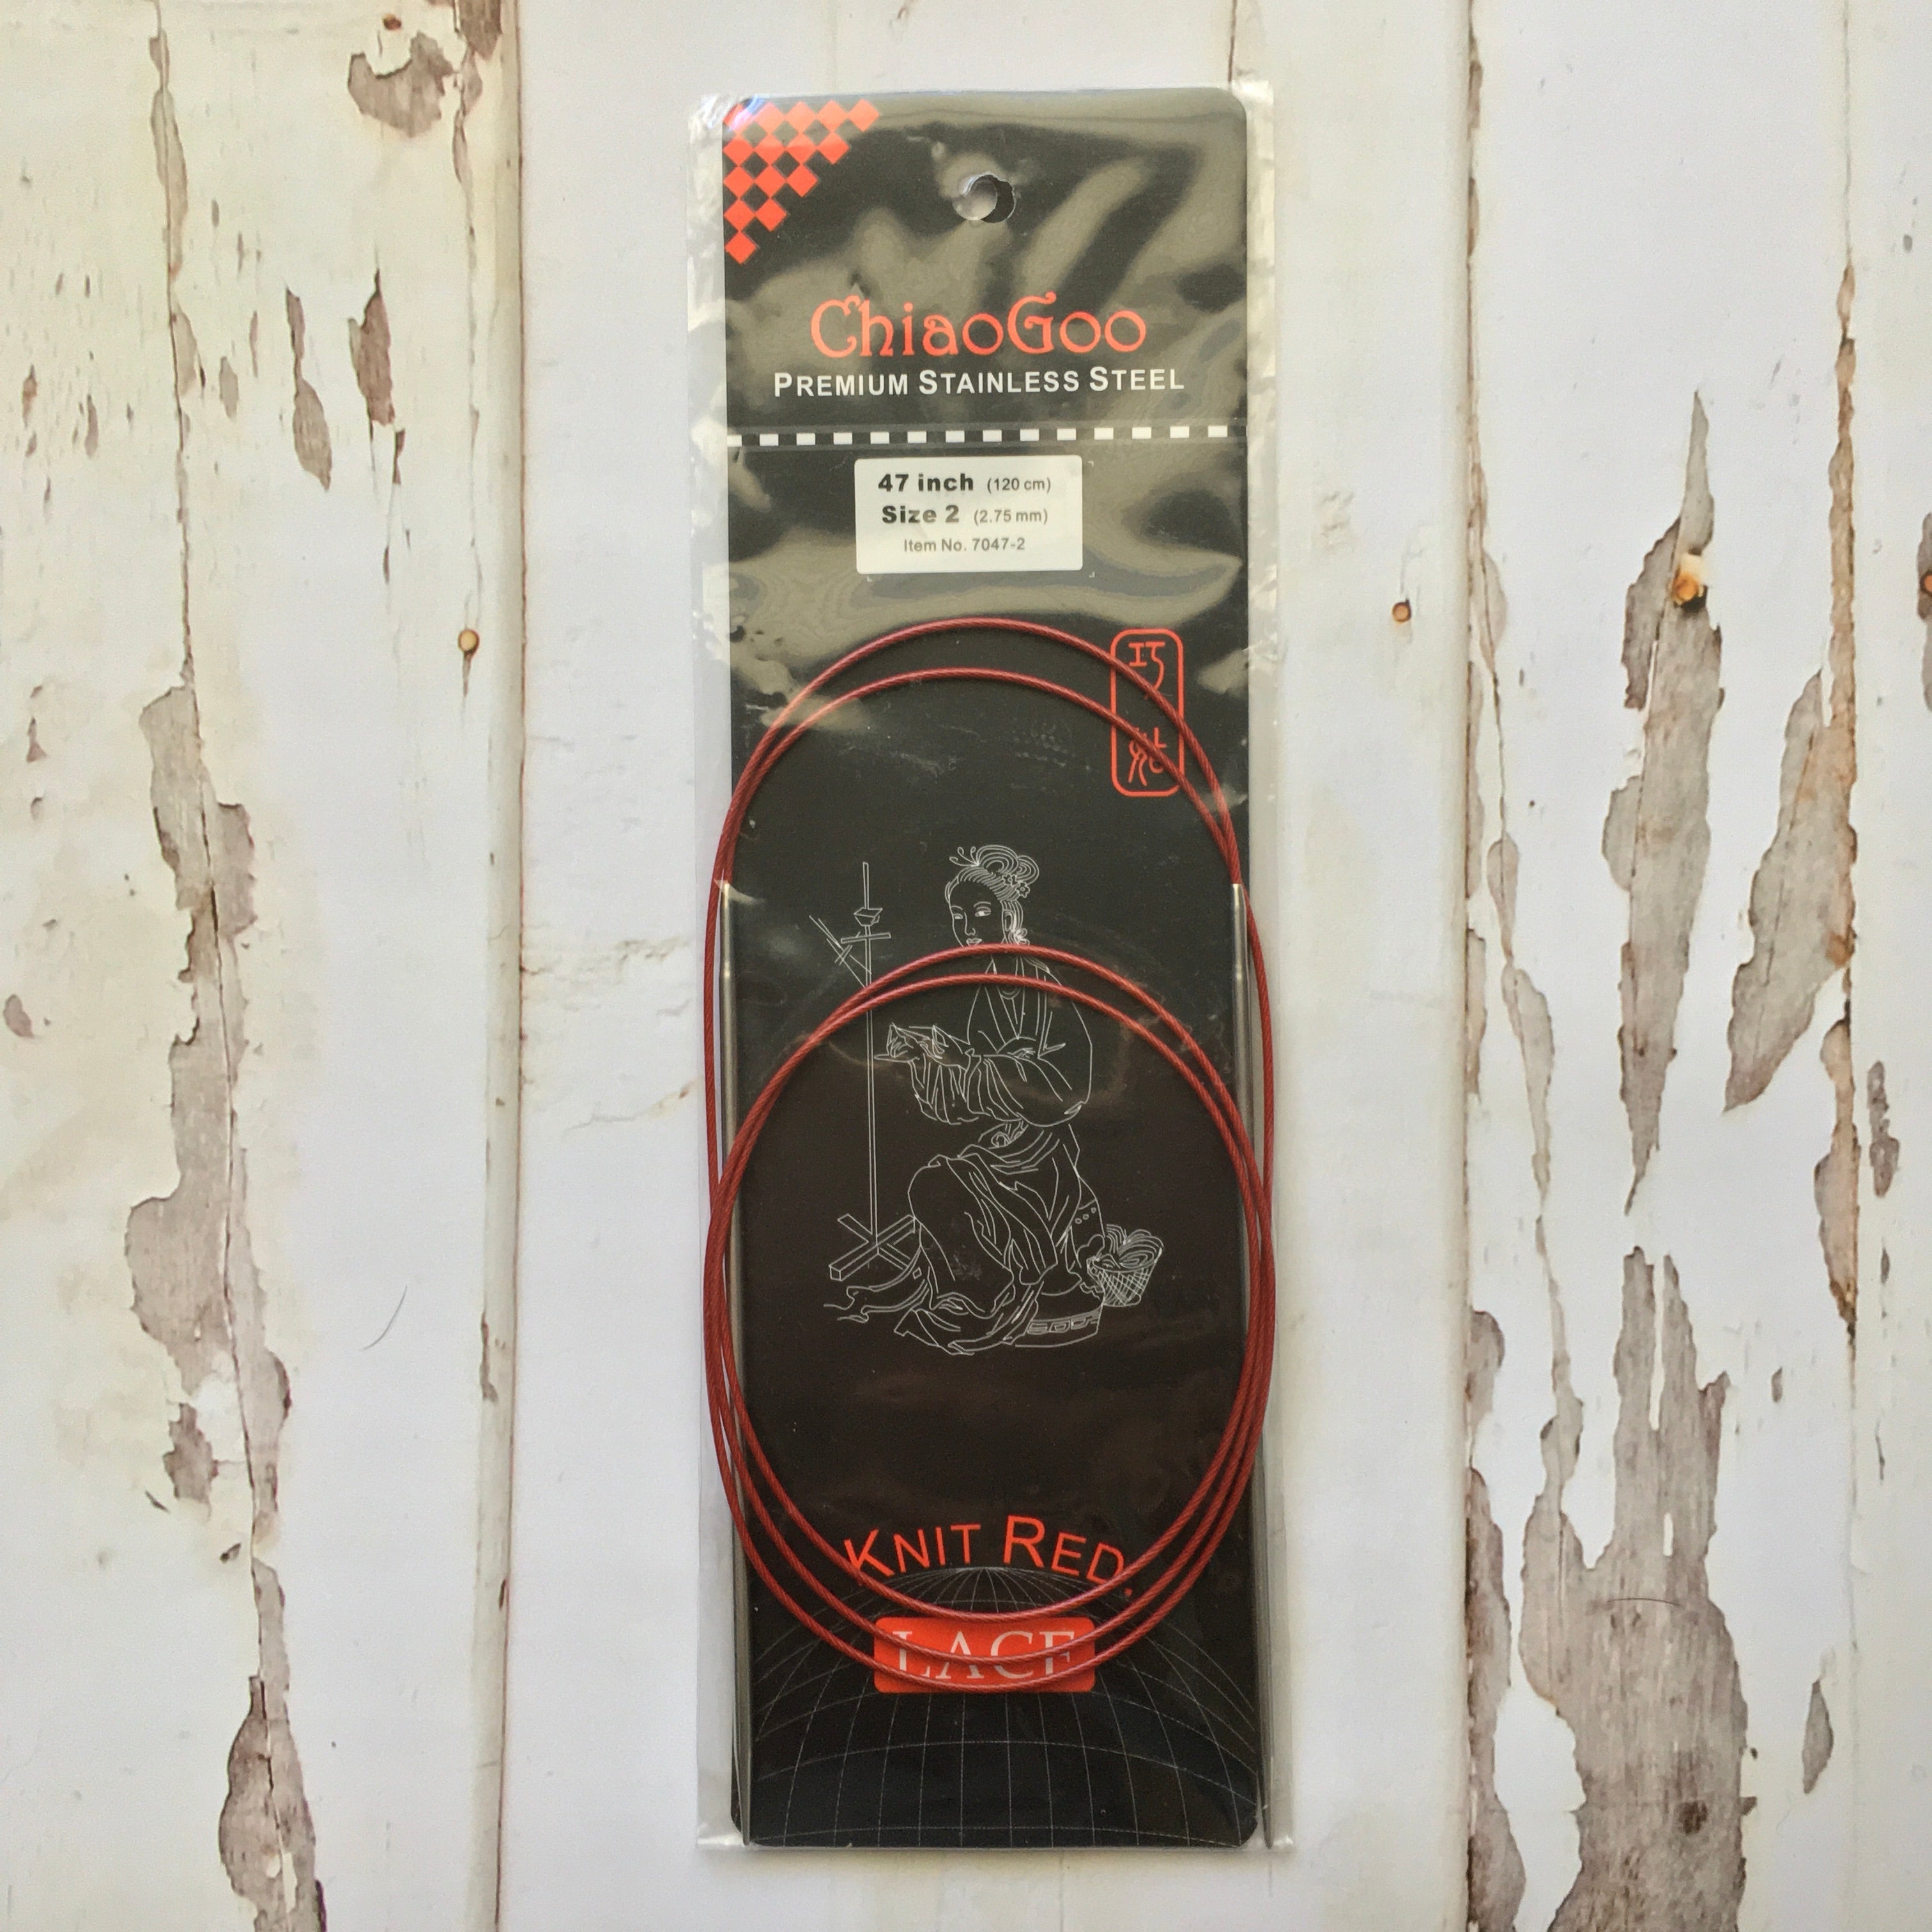 ChiaoGoo
PREMIUM STAINLESS STEEL
47 inch (120 cm)
Size 2 (2.75 mm)
Item No. 7047-2
KNIT RED.
LACE